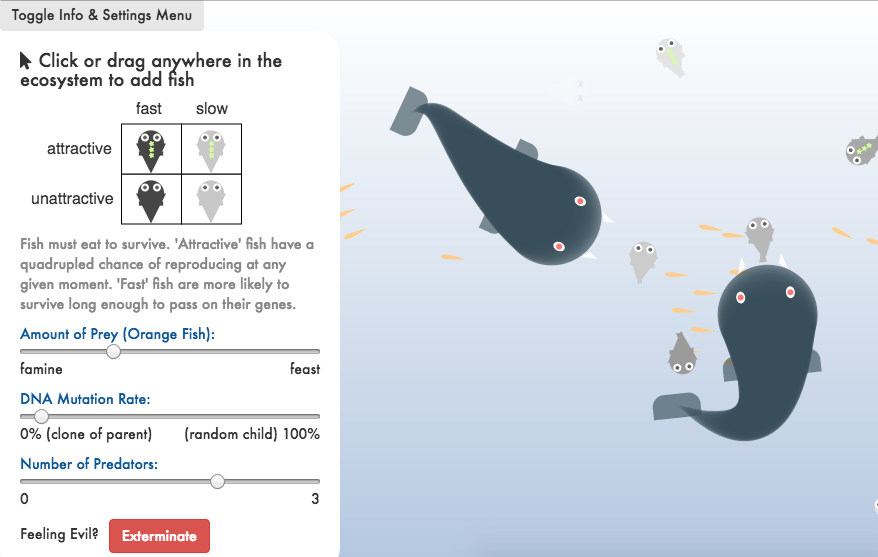 Toggle Info & Settings Menu
Click or drag anywhere in the
ecosystem to add fish
fast slow
attractive
unattractive
Fish must eat to survive. 'Attractive' fish have a
quadrupled chance of reproducing at any
given moment. 'Fast' fish are more likely to
survive long enough to pass on their genes.
Amount of Prey (Orange Fish):
famine feast
DNA Mutation Rate:
0% (clone of parent) (random child) 100%
Number of Predators:
0 3
Feeling Evil? Exterminate